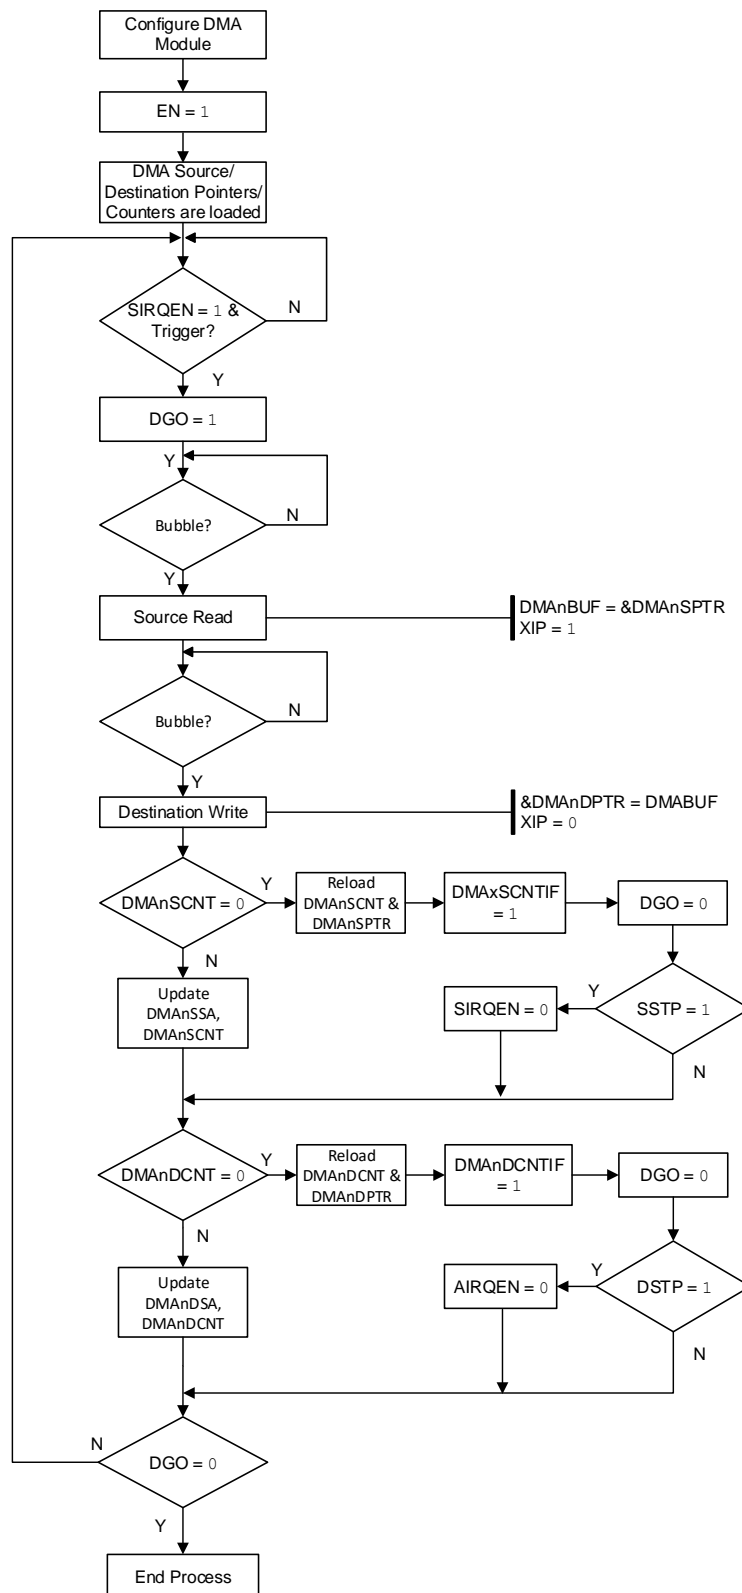 Configure DMA
Module
EN = 1
DMA Source/
Destination Pointers/
Counters are loaded
SIRQEN = 1 &
Trigger?
N
Y
DGO = 1
Y
Bubble?
N
Y
Source Read
DMAnBUF = &DMAnSPTR
XIP = 1
Bubble?
N
Y
Destination Write
&DMAnDPTR = DMABUF
XIP = 0
DMAnSCNT = 0
Y
Reload
DMAnSCNT &
DMAnSPTR
DMAxSCNTIF
= 1
DGO = 0
N
Update
DMAnSSA,
DMAnSCNT
SIRQEN = 0
Y
SSTP = 1
N
DMAnDCNT = 0
Y
Reload
DMAnDCNT &
DMAnDPTR
DMAnDCNTIF
= 1
DGO = 0
N
Update
DMAnDSA,
DMAnDCNT
AIRQEN = 0
Y
DSTP = 1
N
N
DGO = 0
Y
End Process